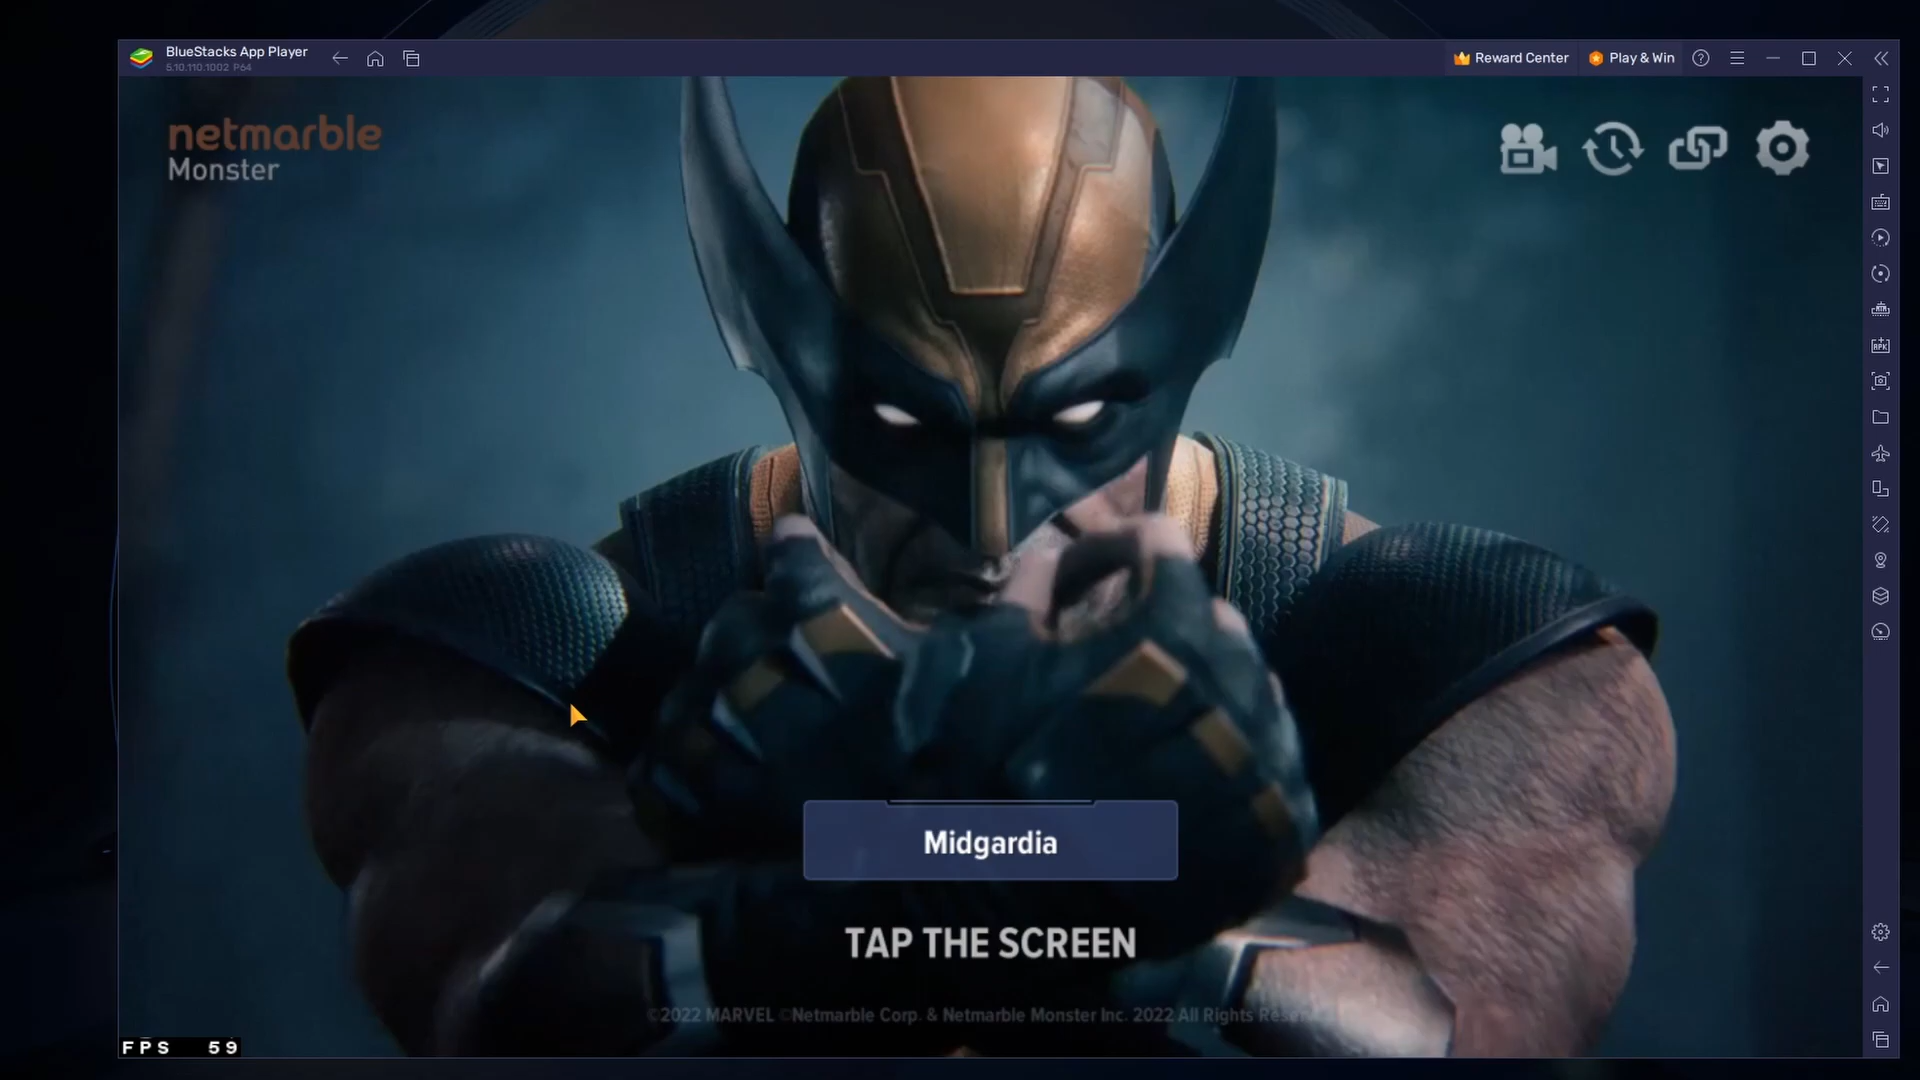 BlueStacks App Player
5.10.110.1002 P64
Reward Center
Play & Win
netmarble
Monster
Midgardia
TAP THE SCREEN
©2022 MARVEL ©Netmarble Corp. & Netmarble Monster Inc. 2022 All Rights
FPS 59